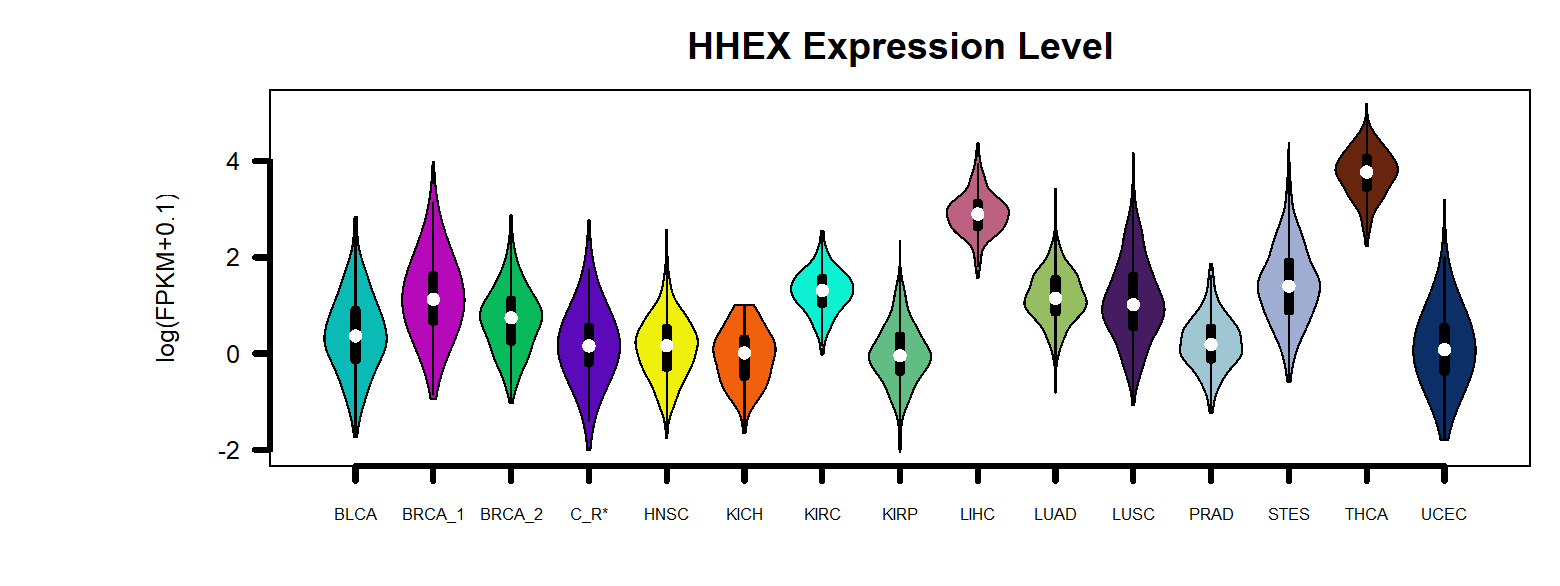 HHEX Expression Level
log(FPKM+0.1)
4
2
0
-2
BLCA BRCA_1 BRCA_2 C_R* HNSC KICH KIRC KIRP LIHC LUAD LUSC PRAD STES THCA UCEC